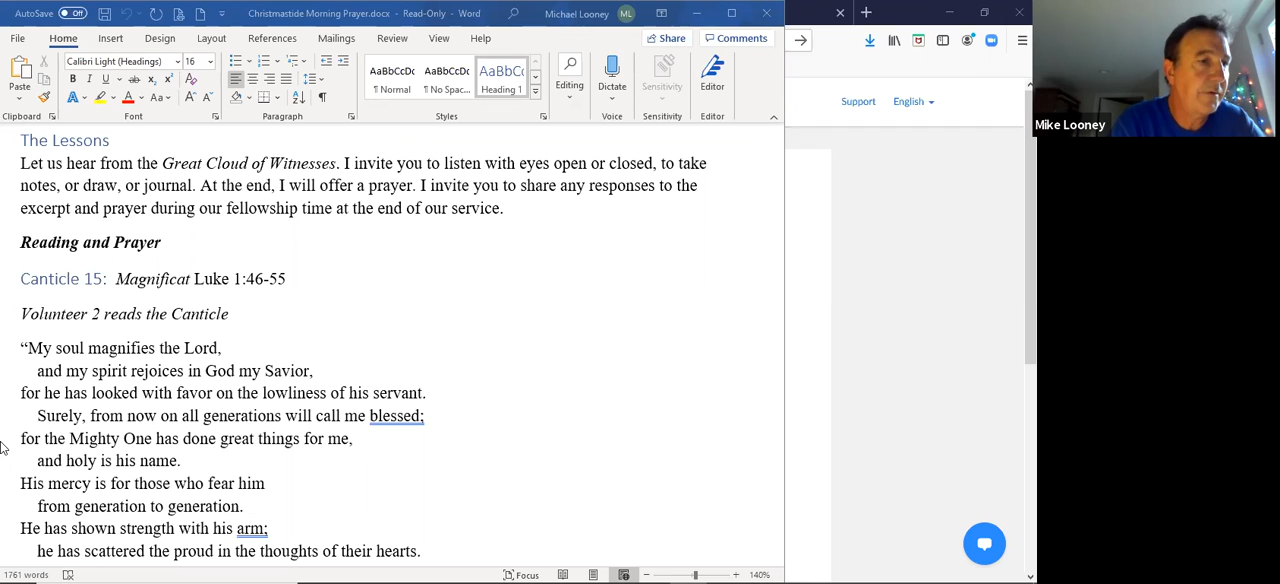 AutoSave Off Christmastide Morning Prayer.docx - Read-Only - Word Michael Looney ML
File Home Insert Design Layout References Mailings Review View Help Share Comments
Calibri Light (Headings) 16
Paste
Clipboard Font Paragraph Styles Voice Sensitivity Editor
AaBbCcDc AaBbCcDc AaBbCc
¶ Normal ¶ No Spac... Heading 1
Editing Dictate Sensitivity Editor
Support English
Mike Looney
The Lessons
Let us hear from the Great Cloud of Witnesses. I invite you to listen with eyes open or closed, to take
notes, or draw, or journal. At the end, I will offer a prayer. I invite you to share any responses to the
excerpt and prayer during our fellowship time at the end of our service.
Reading and Prayer
Canticle 15: Magnificat Luke 1:46-55
Volunteer 2 reads the Canticle
“My soul magnifies the Lord,
and my spirit rejoices in God my Savior,
for he has looked with favor on the lowliness of his servant.
Surely, from now on all generations will call me blessed;
for the Mighty One has done great things for me,
and holy is his name.
His mercy is for those who fear him
from generation to generation.
He has shown strength with his arm;
he has scattered the proud in the thoughts of their hearts.
1761 words Focus 140%